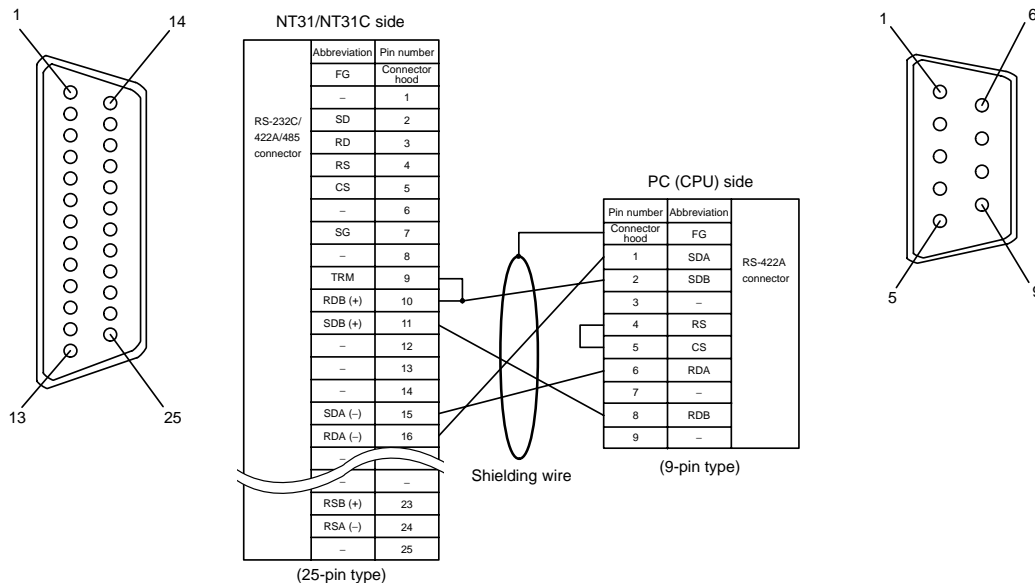 1
14
13
25
NT31/NT31C side
RS-232C/
422A/485
connector
Abbreviation Pin number
FG Connector hood
– 1
SD 2
RD 3
RS 4
CS 5
– 6
SG 7
– 8
TRM 9
RDB (+) 10
SDB (+) 11
– 12
– 13
– 14
SDA (–) 15
RDA (–) 16
–
– –
RSB (+) 23
RSA (–) 24
– 25
(25-pin type)
Shielding wire
PC (CPU) side
Pin number Abbreviation
Connector hood FG
1 SDA
2 SDB
3 –
4 RS
5 CS
6 RDA
7 –
8 RDB
9 –
RS-422A
connector
(9-pin type)
1
6
5
9